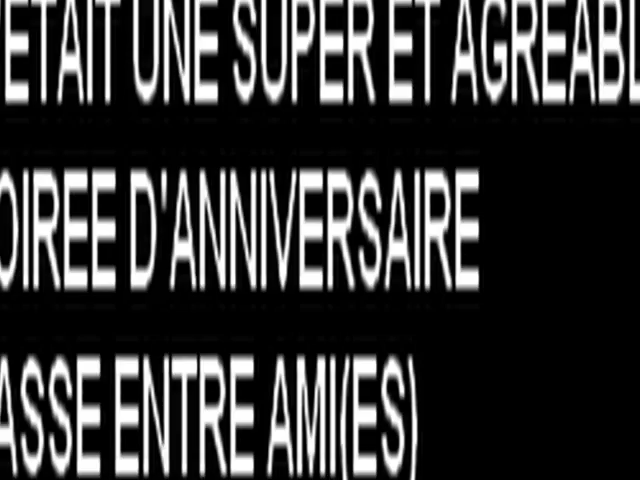 'ETAIT UNE SUPER ET AGREABL
OIREE D'ANNIVERSAIRE
ASSE ENTRE AMI(ES)